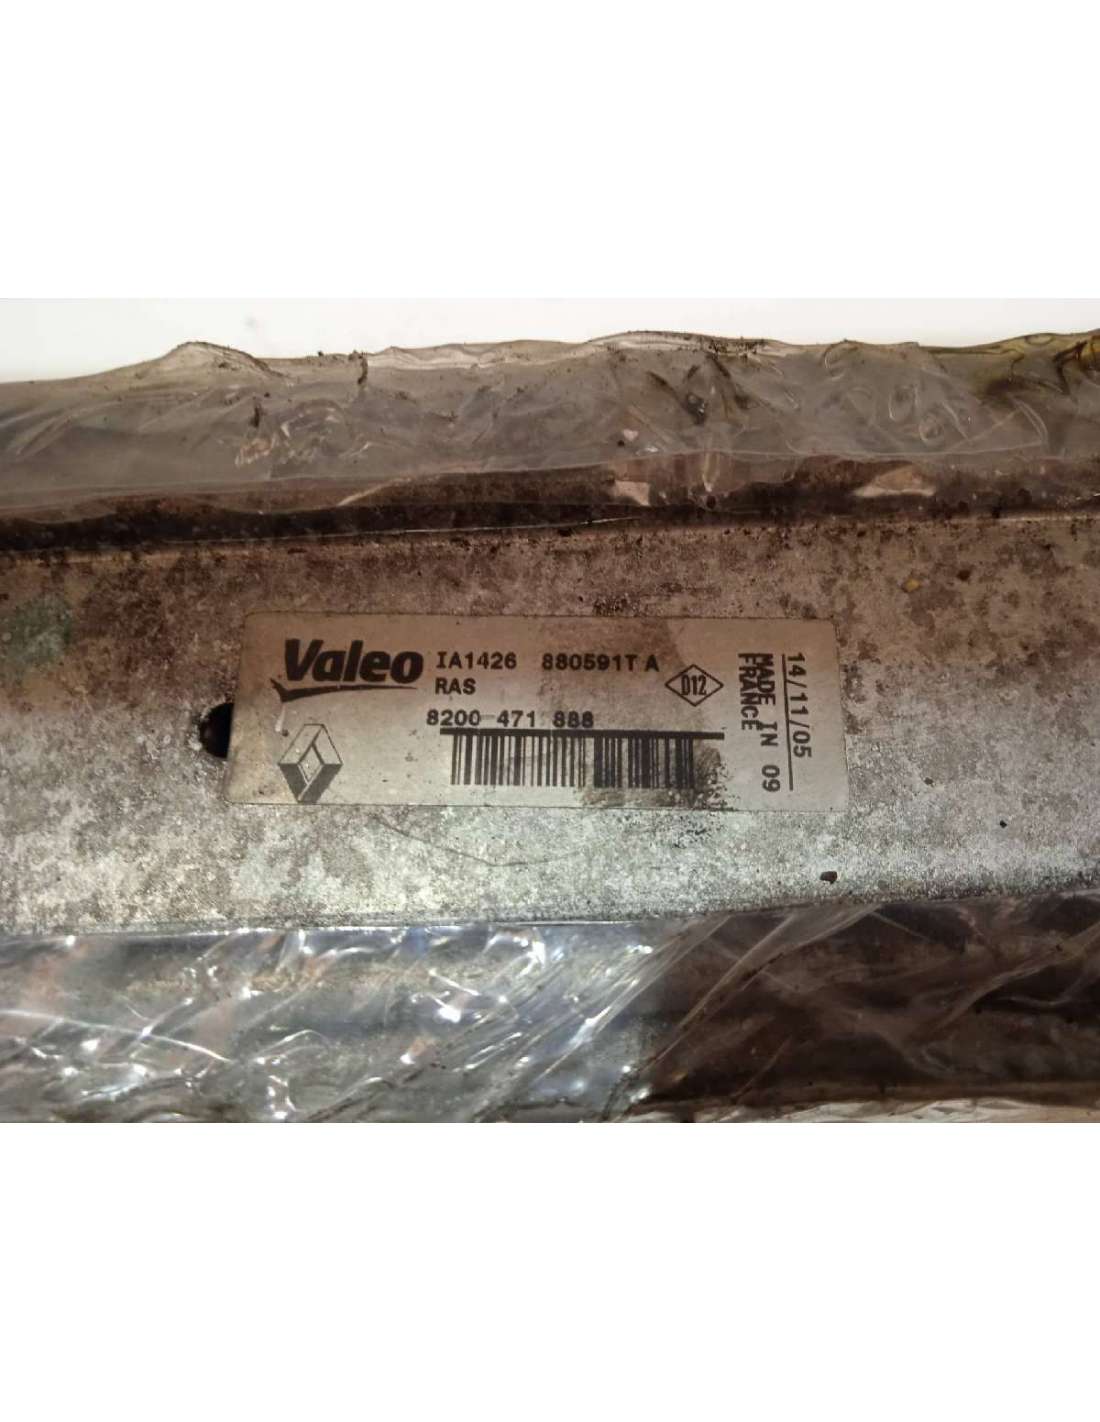 Valeo IA1426 880591T A
RAS
D12
8200 471 888
14/11/05
MADE IN 09
FRANCE